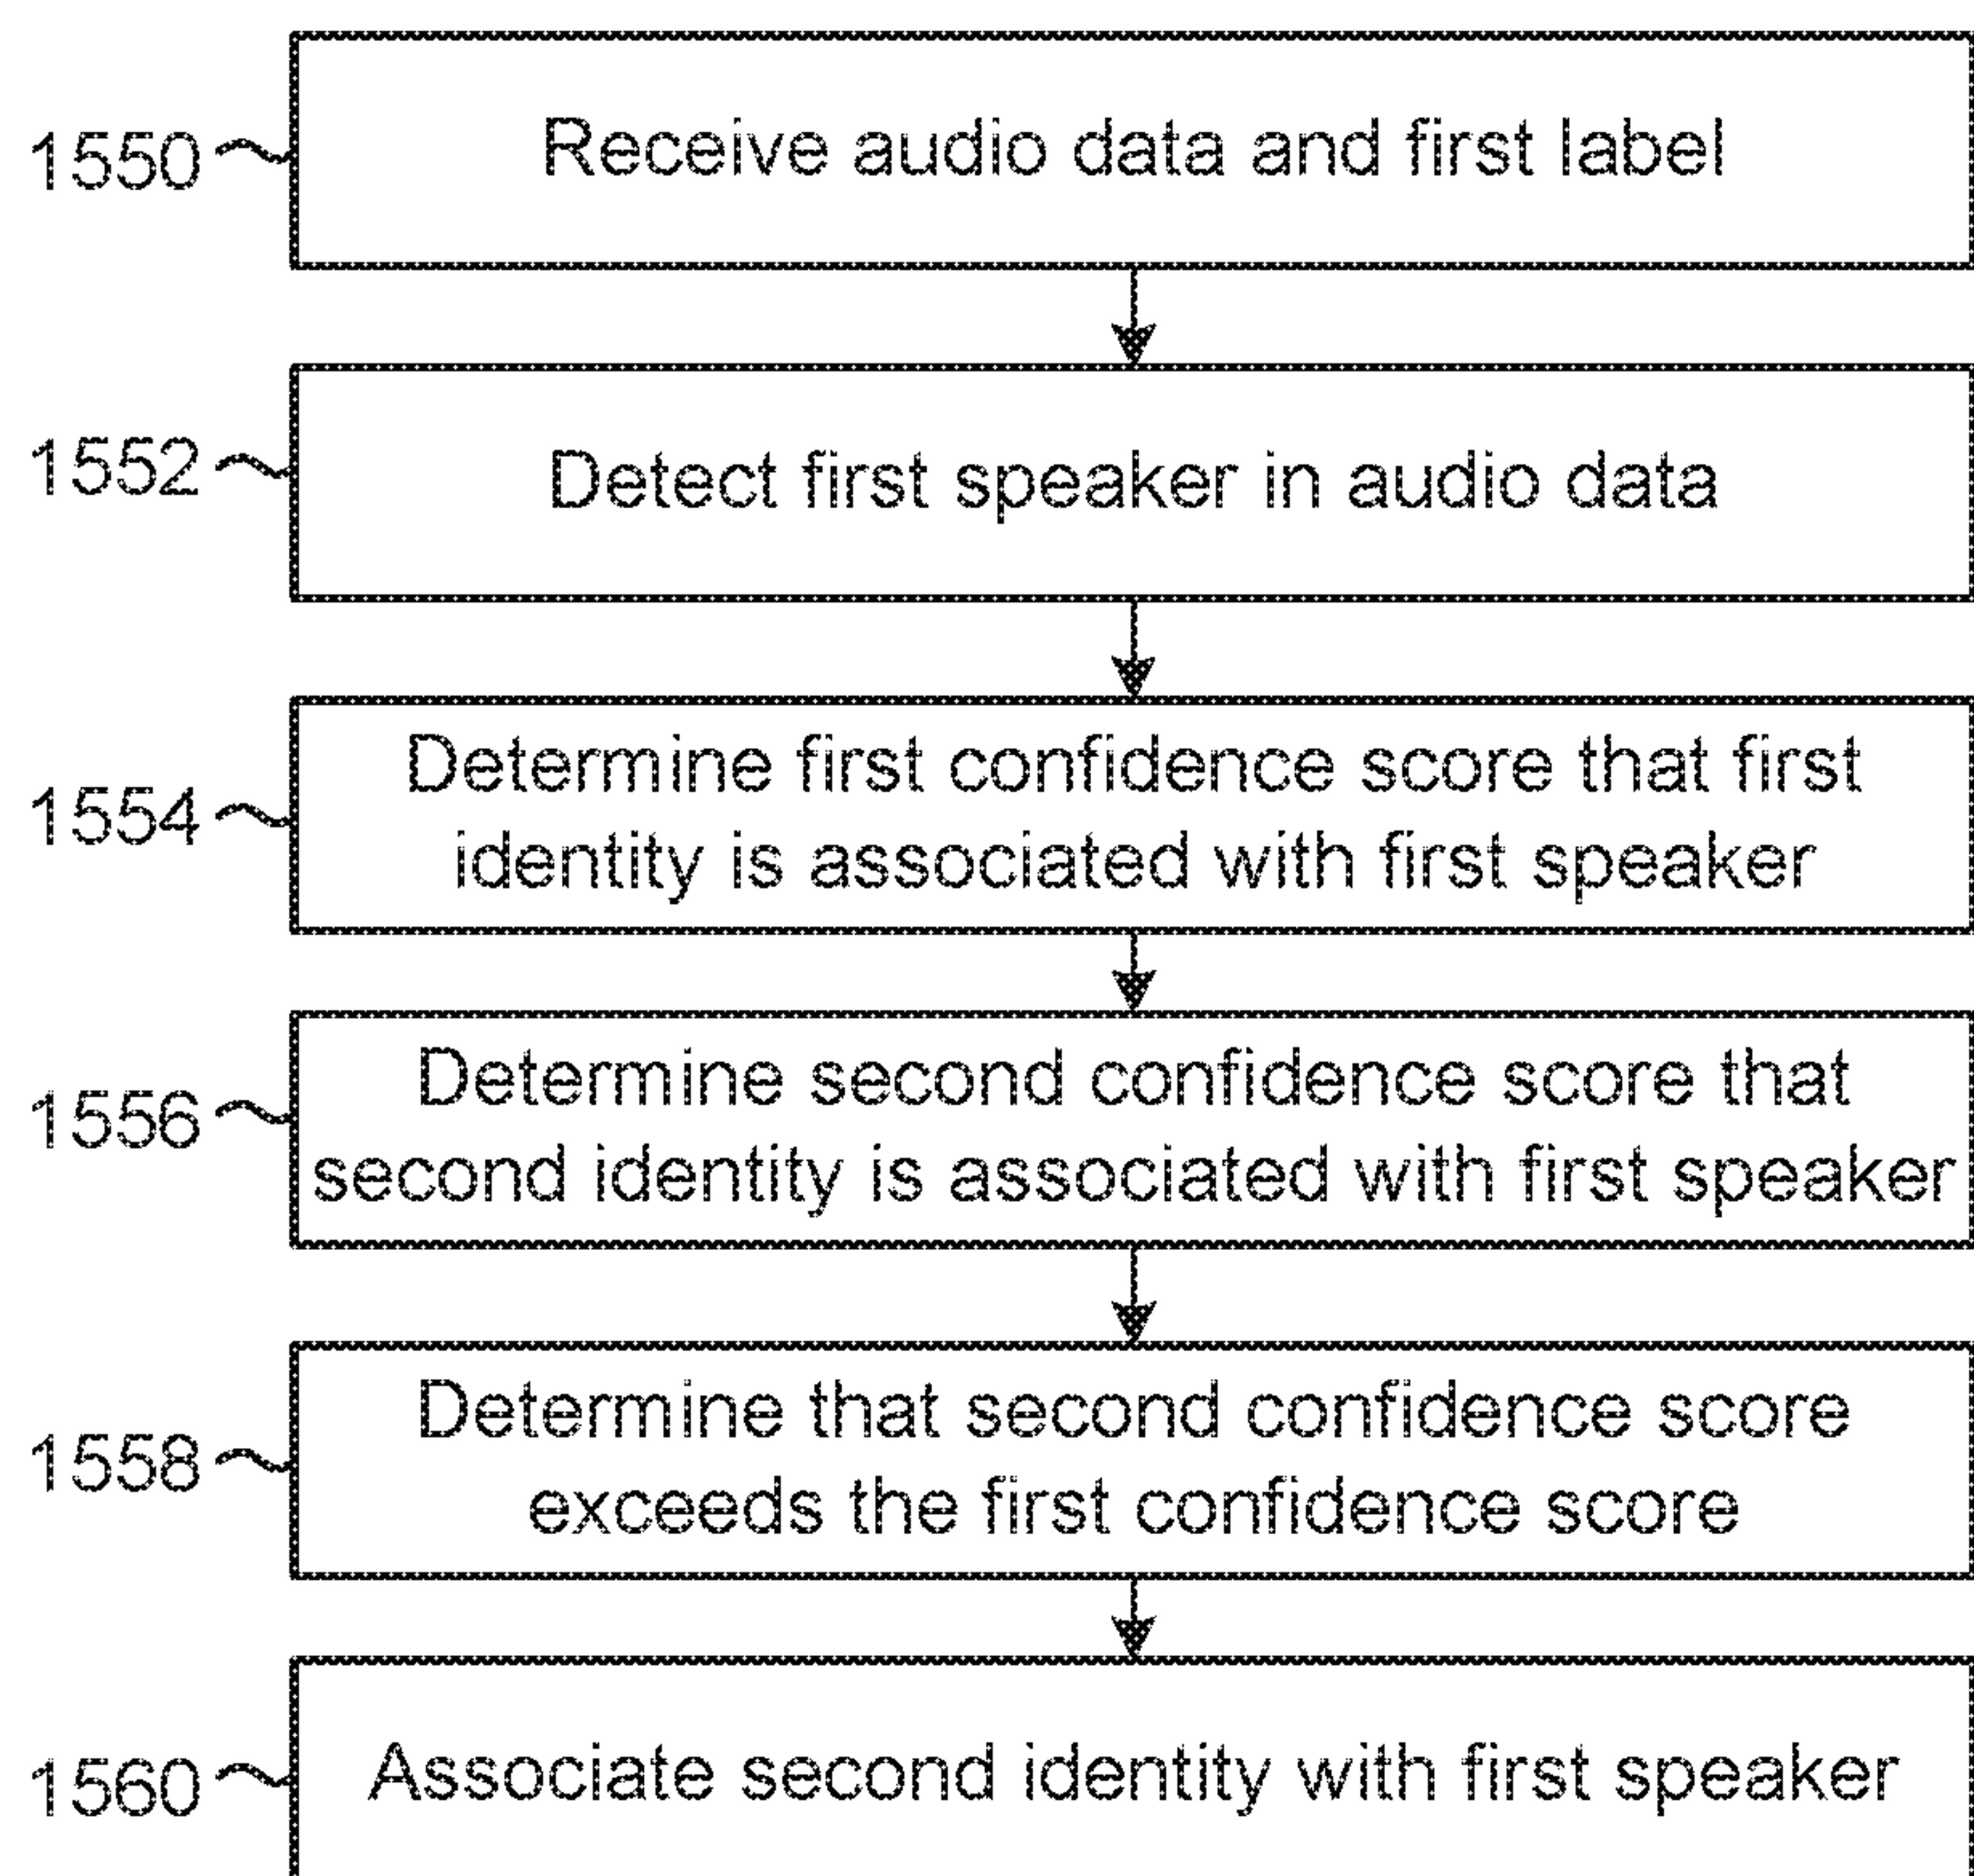 1550
Receive audio data and first label
1552
Detect first speaker in audio data
1554
Determine first confidence score that first
identity is associated with first speaker
1556
Determine second confidence score that
second identity is associated with first speaker
1558
Determine that second confidence score
exceeds the first confidence score
1560
Associate second identity with first speaker